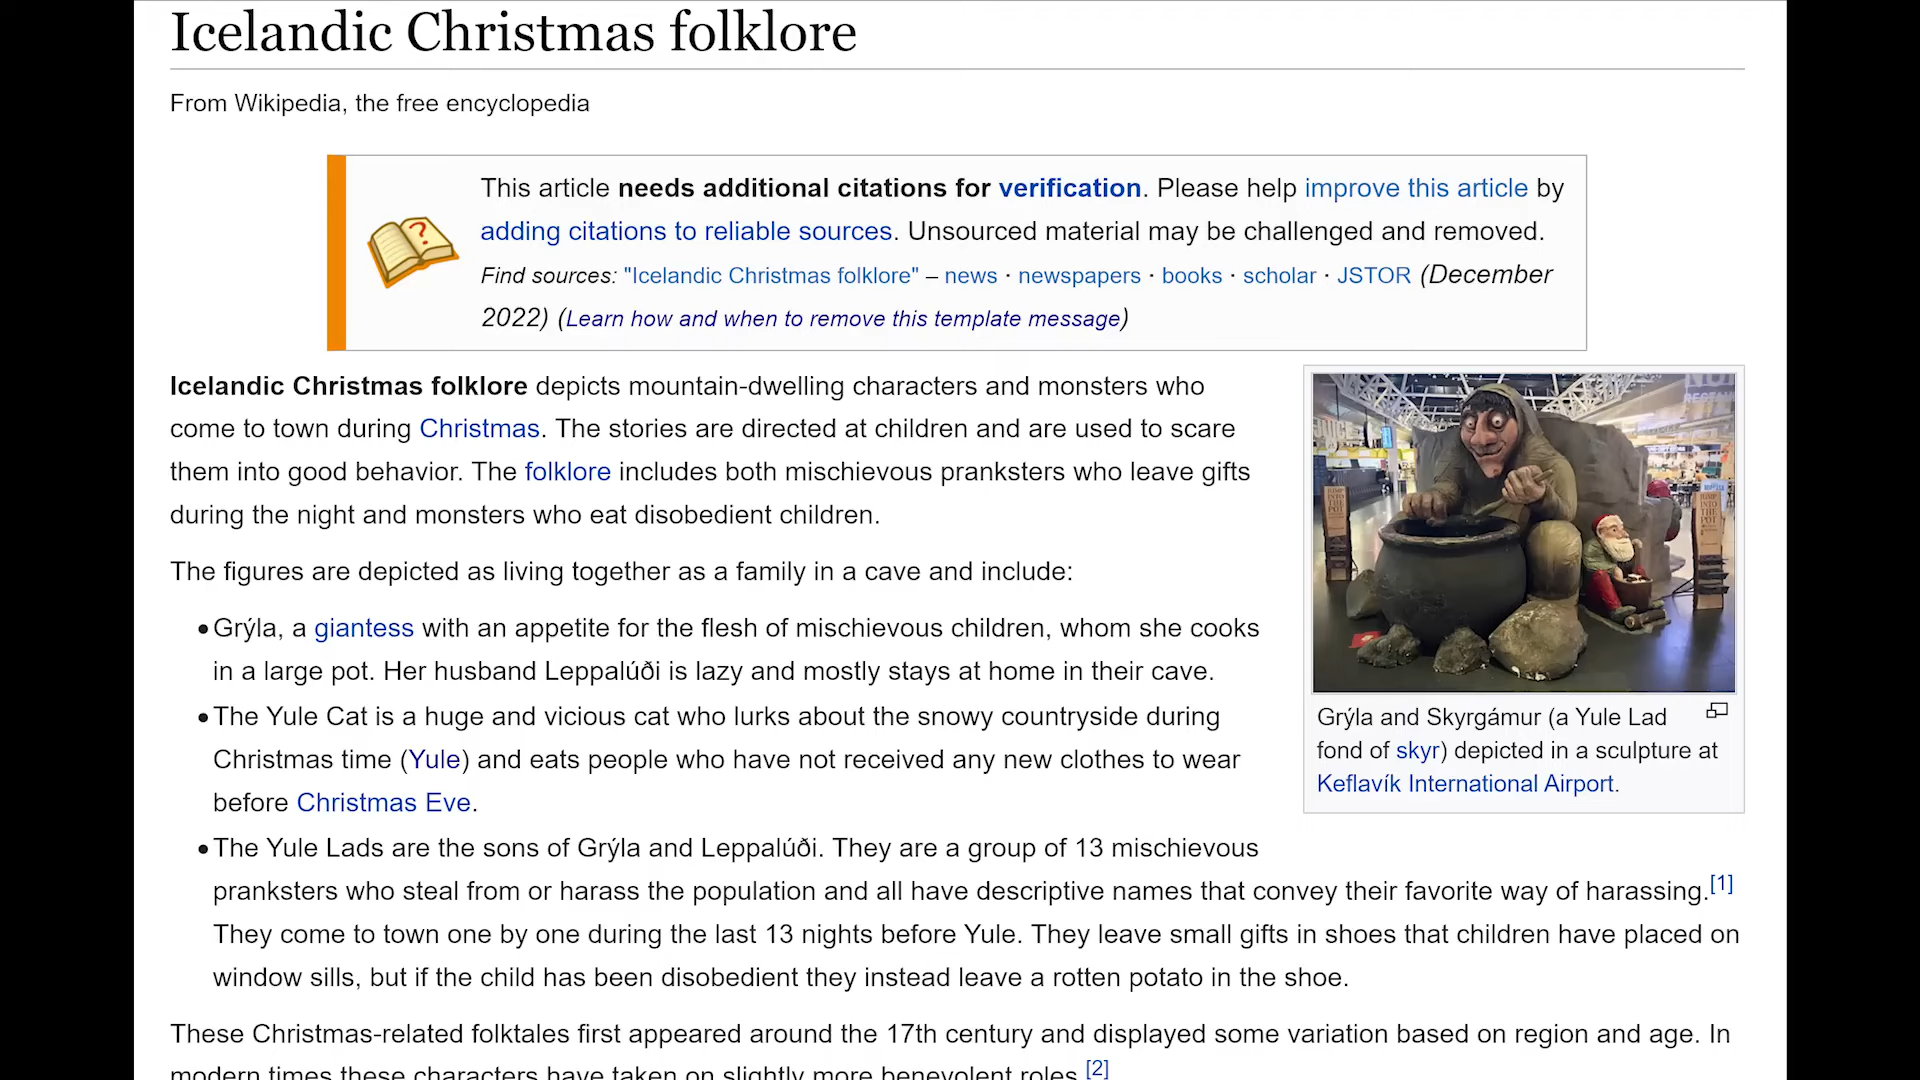 Icelandic Christmas folklore
From Wikipedia, the free encyclopedia
This article needs additional citations for verification. Please help improve this article by
adding citations to reliable sources. Unsourced material may be challenged and removed.
Find sources: "Icelandic Christmas folklore" – news · newspapers · books · scholar · JSTOR (December
2022) (Learn how and when to remove this template message)
Icelandic Christmas folklore depicts mountain-dwelling characters and monsters who
come to town during Christmas. The stories are directed at children and are used to scare
them into good behavior. The folklore includes both mischievous pranksters who leave gifts
during the night and monsters who eat disobedient children.
The figures are depicted as living together as a family in a cave and include:
• Grýla, a giantess with an appetite for the flesh of mischievous children, whom she cooks
in a large pot. Her husband Leppalúði is lazy and mostly stays at home in their cave.
• The Yule Cat is a huge and vicious cat who lurks about the snowy countryside during
Christmas time (Yule) and eats people who have not received any new clothes to wear
before Christmas Eve.
JUMP
INTO
THE
POT
Grýla and Skyrgámur (a Yule Lad
fond of skyr) depicted in a sculpture at
Keflavík International Airport.
• The Yule Lads are the sons of Grýla and Leppalúði. They are a group of 13 mischievous
pranksters who steal from or harass the population and all have descriptive names that convey their favorite way of harassing.[1]
They come to town one by one during the last 13 nights before Yule. They leave small gifts in shoes that children have placed on
window sills, but if the child has been disobedient they instead leave a rotten potato in the shoe.
These Christmas-related folktales first appeared around the 17th century and displayed some variation based on region and age. In
modern times these characters have taken on slightly more benevolent roles.[2]